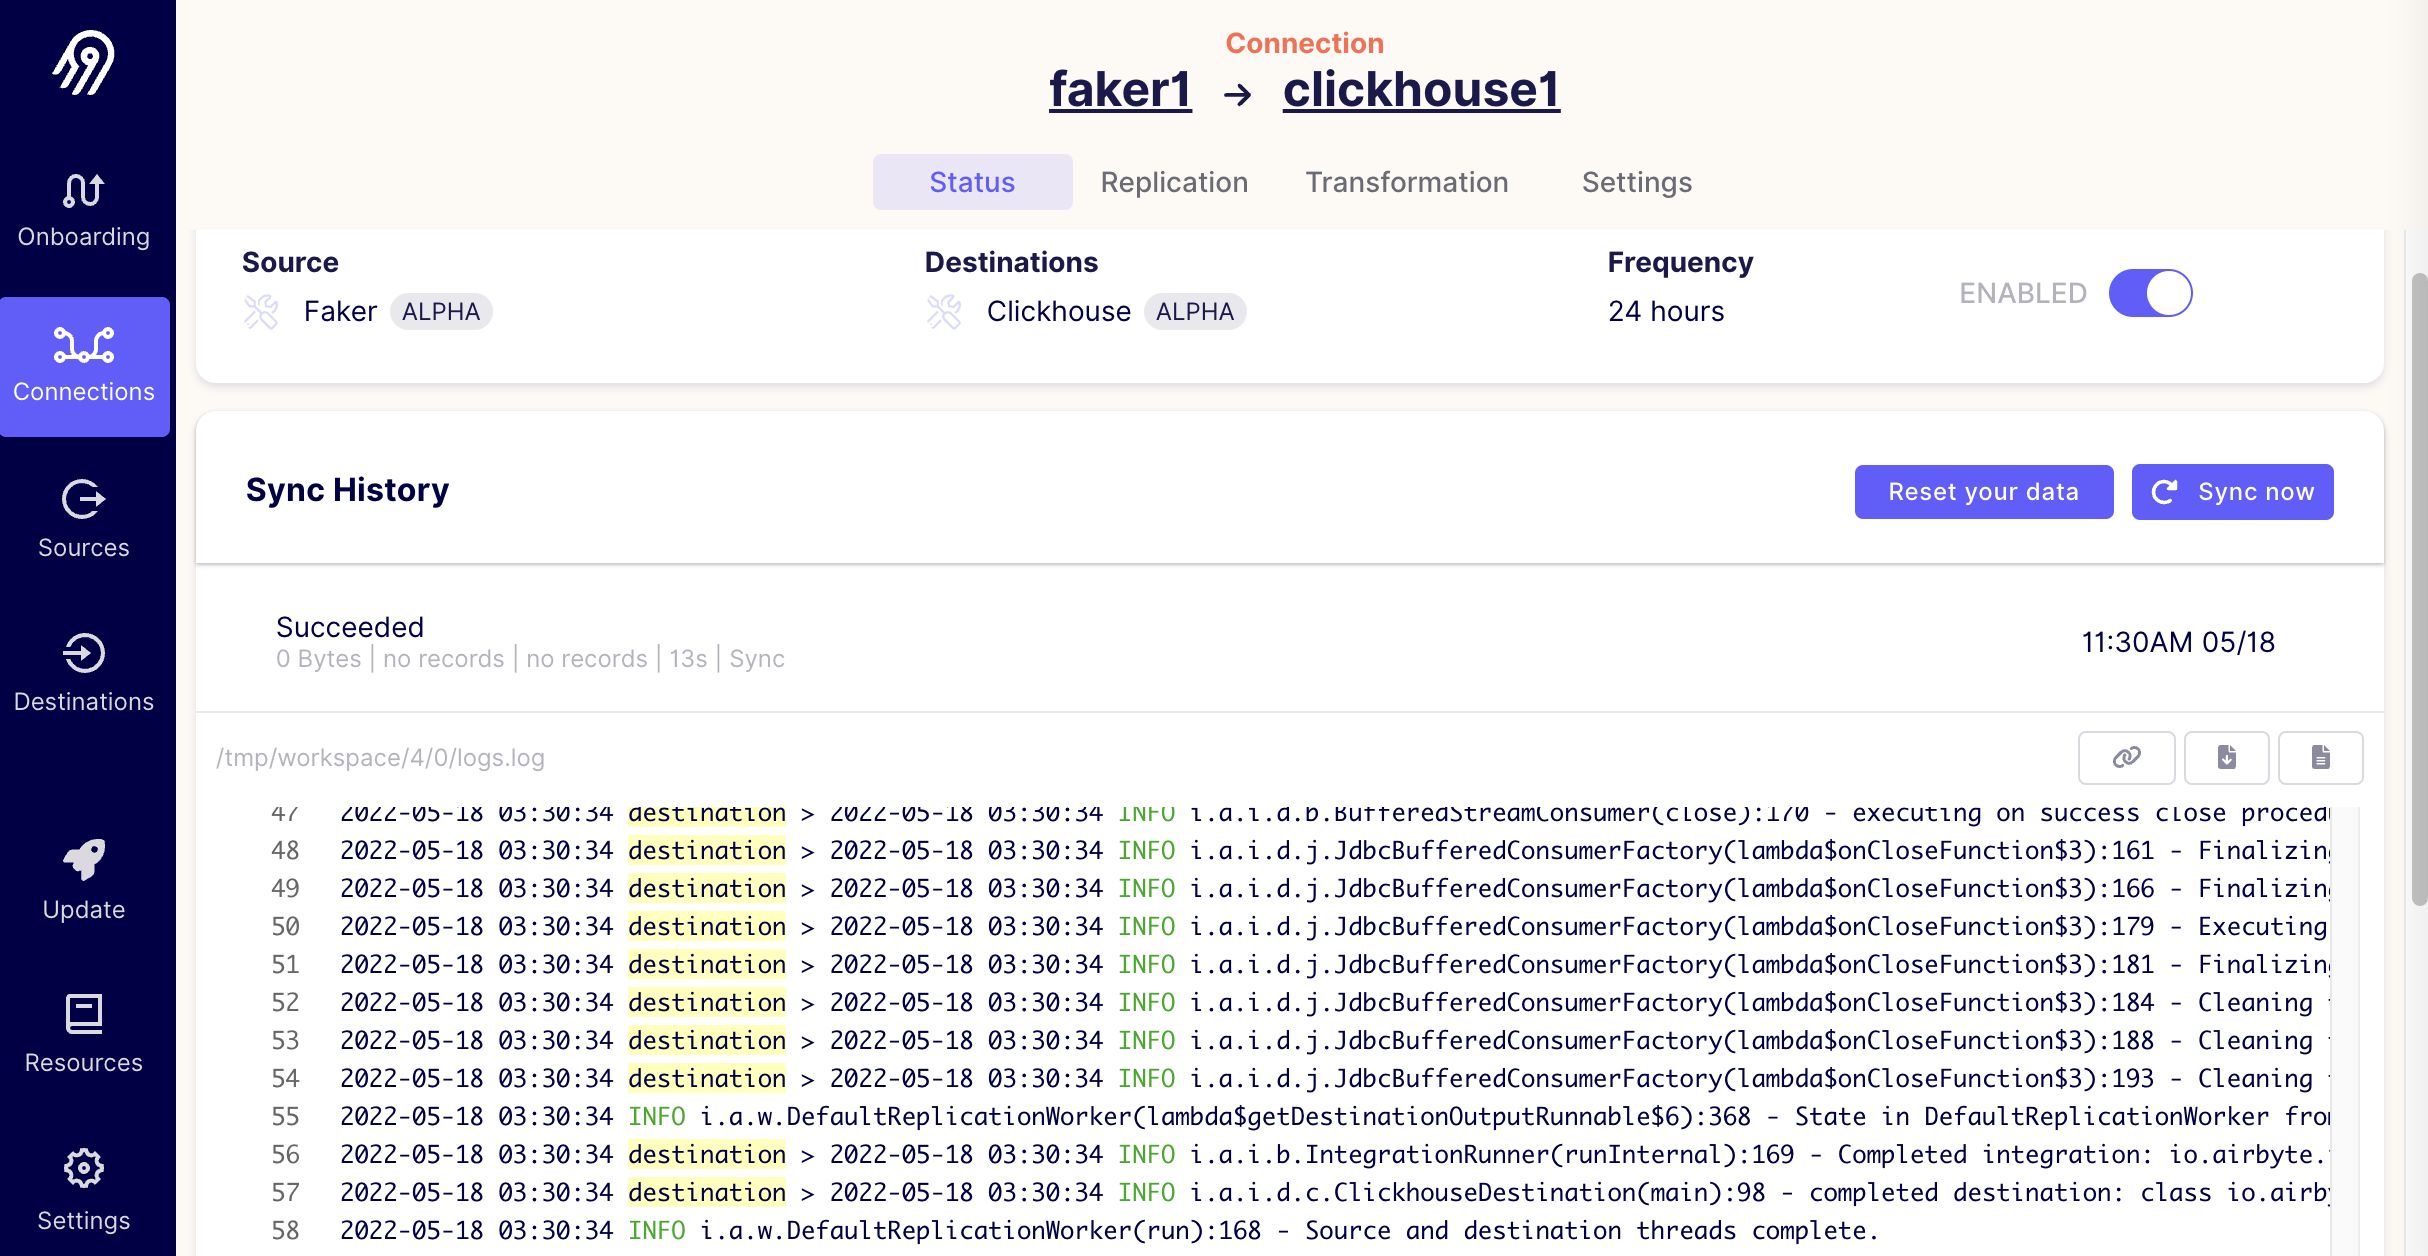 Connection
faker1 → clickhouse1
Status Replication Transformation Settings
Onboarding
Connections
Sources
Destinations
Update
Resources
Settings
Source Destinations Frequency
Faker ALPHA Clickhouse ALPHA 24 hours ENABLED
Sync History Reset your data Sync now
Succeeded
0 Bytes | no records | no records | 13s | Sync
11:30AM 05/18
/tmp/workspace/4/0/logs.log
47 2022-05-18 03:30:34 destination > 2022-05-18 03:30:34 INFO i.a.i.d.b.BufferedStreamConsumer(close):170 - executing on success close
48 2022-05-18 03:30:34 destination > 2022-05-18 03:30:34 INFO i.a.i.d.j.JdbcBufferedConsumerFactory(lambda$onCloseFunction$3):161 - Finalizin
49 2022-05-18 03:30:34 destination > 2022-05-18 03:30:34 INFO i.a.i.d.j.JdbcBufferedConsumerFactory(lambda$onCloseFunction$3):166 - Finalizin
50 2022-05-18 03:30:34 destination > 2022-05-18 03:30:34 INFO i.a.i.d.j.JdbcBufferedConsumerFactory(lambda$onCloseFunction$3):179 - Executing
51 2022-05-18 03:30:34 destination > 2022-05-18 03:30:34 INFO i.a.i.d.j.JdbcBufferedConsumerFactory(lambda$onCloseFunction$3):181 - Finalizin
52 2022-05-18 03:30:34 destination > 2022-05-18 03:30:34 INFO i.a.i.d.j.JdbcBufferedConsumerFactory(lambda$onCloseFunction$3):184 - Cleaning
53 2022-05-18 03:30:34 destination > 2022-05-18 03:30:34 INFO i.a.i.d.j.JdbcBufferedConsumerFactory(lambda$onCloseFunction$3):188 - Cleaning
54 2022-05-18 03:30:34 destination > 2022-05-18 03:30:34 INFO i.a.i.d.j.JdbcBufferedConsumerFactory(lambda$onCloseFunction$3):193 - Cleaning
55 2022-05-18 03:30:34 INFO i.a.w.DefaultReplicationWorker(lambda$getDestinationOutputRunnable$6):368 - State in DefaultReplicationWorker fro
56 2022-05-18 03:30:34 destination > 2022-05-18 03:30:34 INFO i.a.i.b.IntegrationRunner(runInternal):169 - Completed integration: io.airbyte.
57 2022-05-18 03:30:34 destination > 2022-05-18 03:30:34 INFO i.a.i.d.c.ClickhouseDestination(main):98 - completed destination: class io.airb
58 2022-05-18 03:30:34 INFO i.a.w.DefaultReplicationWorker(run):168 - Source and destination threads complete.